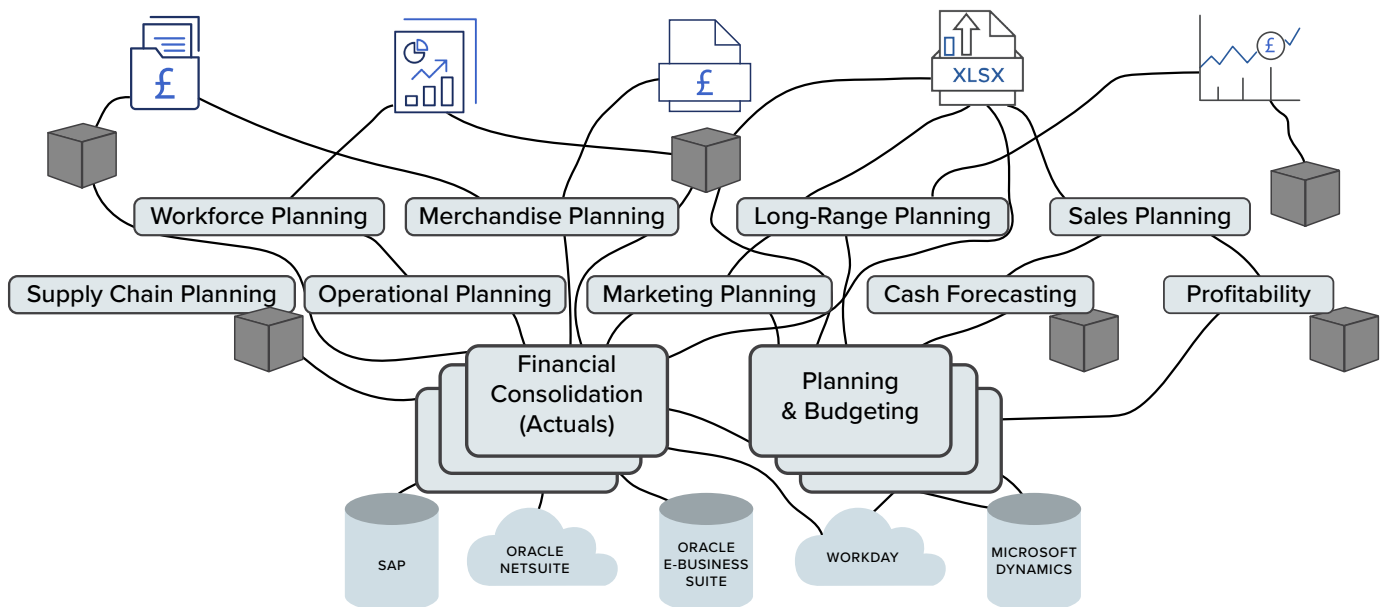 £
£
XLSX
£
Workforce Planning
Merchandise Planning
Long-Range Planning
Sales Planning
Supply Chain Planning
Operational Planning
Marketing Planning
Cash Forecasting
Profitability
Financial
Consolidation
(Actuals)
Planning
& Budgeting
SAP
ORACLE
NETSUITE
ORACLE
E-BUSINESS
SUITE
WORKDAY
MICROSOFT
DYNAMICS